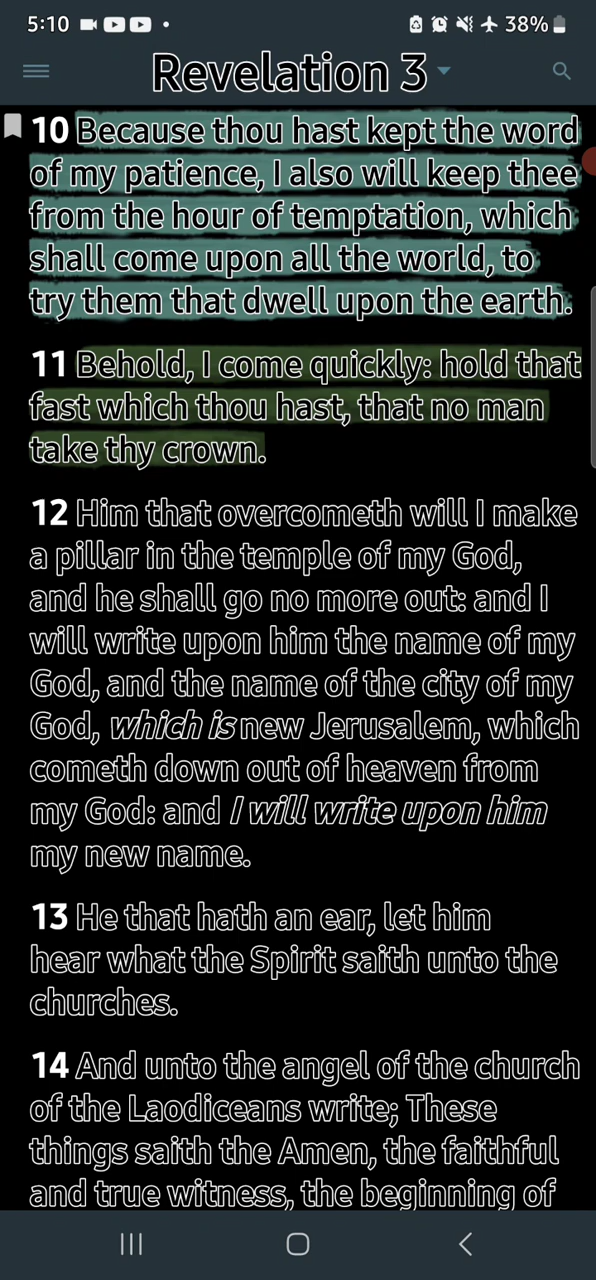 5:10
38%
Revelation 3
10 Because thou hast kept the word
of my patience, I also will keep thee
from the hour of temptation, which
shall come upon all the world, to
try them that dwell upon the earth.
11 Behold, I come quickly: hold that
fast which thou hast, that no man
take thy crown.
12 Him that overcometh will I make
a pillar in the temple of my God,
and he shall go no more out: and I
will write upon him the name of my
God, and the name of the city of my
God, which is new Jerusalem, which
cometh down out of heaven from
my God: and I will write upon him
my new name.
13 He that hath an ear, let him
hear what the Spirit saith unto the
churches.
14 And unto the angel of the church
of the Laodiceans write; These
things saith the Amen, the faithful
and true witness, the beginning of